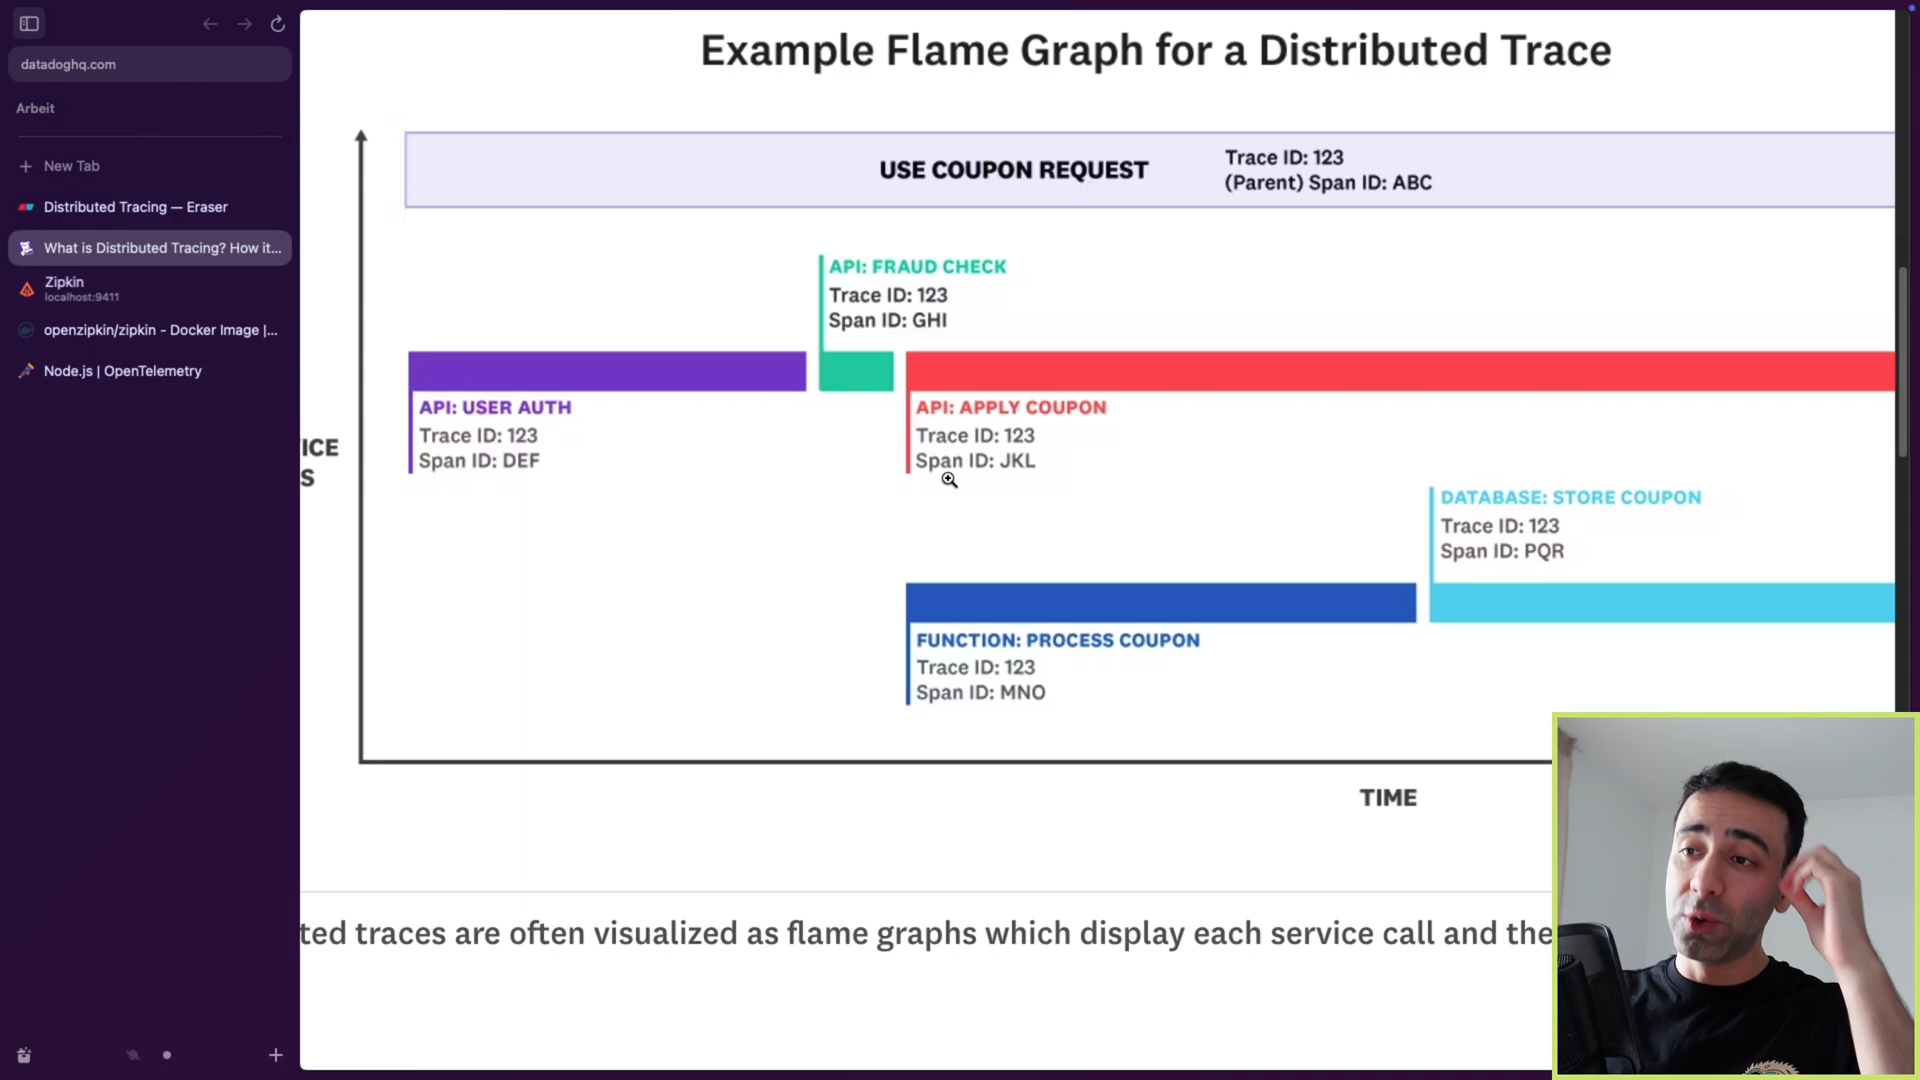 datadoghq.com
Arbeit
New Tab
Distributed Tracing — Eraser
What is Distributed Tracing? How it...
Zipkin
localhost:9411
openzipkin/zipkin - Docker Image |...
Node.js | OpenTelemetry
Example Flame Graph for a Distributed Trace
USE COUPON REQUEST
Trace ID: 123
(Parent) Span ID: ABC
API: FRAUD CHECK
Trace ID: 123
Span ID: GHI
API: USER AUTH
Trace ID: 123
Span ID: DEF
API: APPLY COUPON
Trace ID: 123
Span ID: JKL
ICE
S
DATABASE: STORE COUPON
Trace ID: 123
Span ID: PQR
FUNCTION: PROCESS COUPON
Trace ID: 123
Span ID: MNO
TIME
ted traces are often visualized as flame graphs which display each service call and the